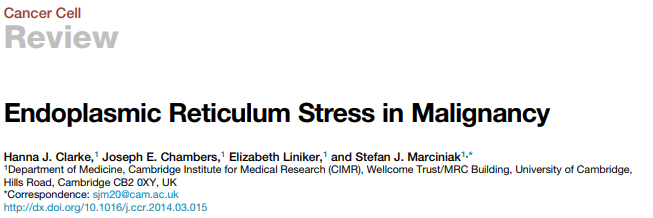 Cancer Cell
Review
Endoplasmic Reticulum Stress in Malignancy
Hanna J. Clarke,1 Joseph E. Chambers,1 Elizabeth Liniker,1 and Stefan J. Marciniak1,*
1Department of Medicine, Cambridge Institute for Medical Research (CIMR), Wellcome Trust/MRC Building, University of Cambridge,
Hills Road, Cambridge CB2 0XY, UK
*Correspondence: sjm20@cam.ac.uk
http://dx.doi.org/10.1016/j.ccr.2014.03.015